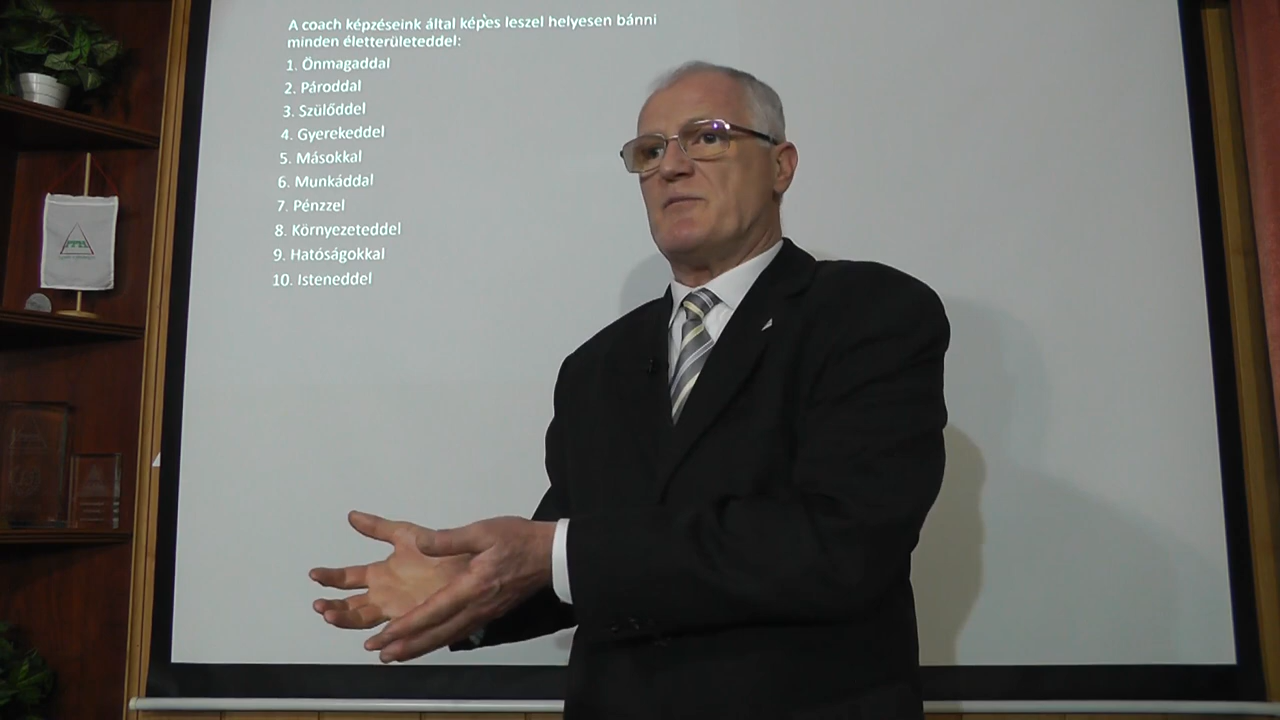 A coach képzéseink által képes leszel helyesen bánni
minden életterületeddel:
1. Önmagaddal
2. Pároddal
3. Szülőddel
4. Gyerekeddel
5. Másokkal
6. Munkáddal
7. Pénzzel
8. Környezeteddel
9. Hatóságokkal
10. Isteneddel